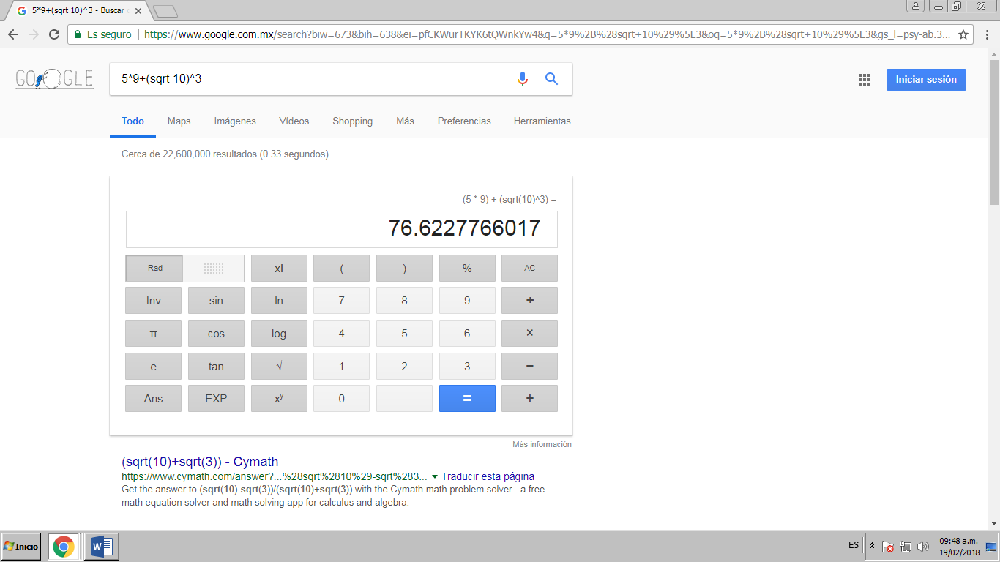 5*9+(sqrt 10)^3 - Buscar
Es seguro https://www.google.com.mx/search?biw=673&bih=638&ei=pfCKWurTKYK6tQWnkYw4&q=5*9%2B%28sqrt+10%29%5E3&oq=5*9%2B%28sqrt+10%29%5E3&gs_l=psy-ab.3...
GOOGLE 5*9+(sqrt 10)^3 Iniciar sesión
Todo Maps Imágenes Vídeos Shopping Más Preferencias Herramientas
Cerca de 22,600,000 resultados (0.33 segundos)
(5 * 9) + (sqrt(10)^3) =
76.6227766017
Rad x! ( ) % AC
Inv sin ln 7 8 9 ÷
π cos log 4 5 6 ×
e tan √ 1 2 3 −
Ans EXP xʸ 0 . = +
Más información
(sqrt(10)+sqrt(3)) - Cymath
https://www.cymath.com/answer?...%28sqrt%2810%29-sqrt%283... Traducir esta página
Get the answer to (sqrt(10)-sqrt(3))/(sqrt(10)+sqrt(3)) with the Cymath math problem solver - a free
math equation solver and math solving app for calculus and algebra.
Inicio W ES 09:48 a.m.
19/02/2018